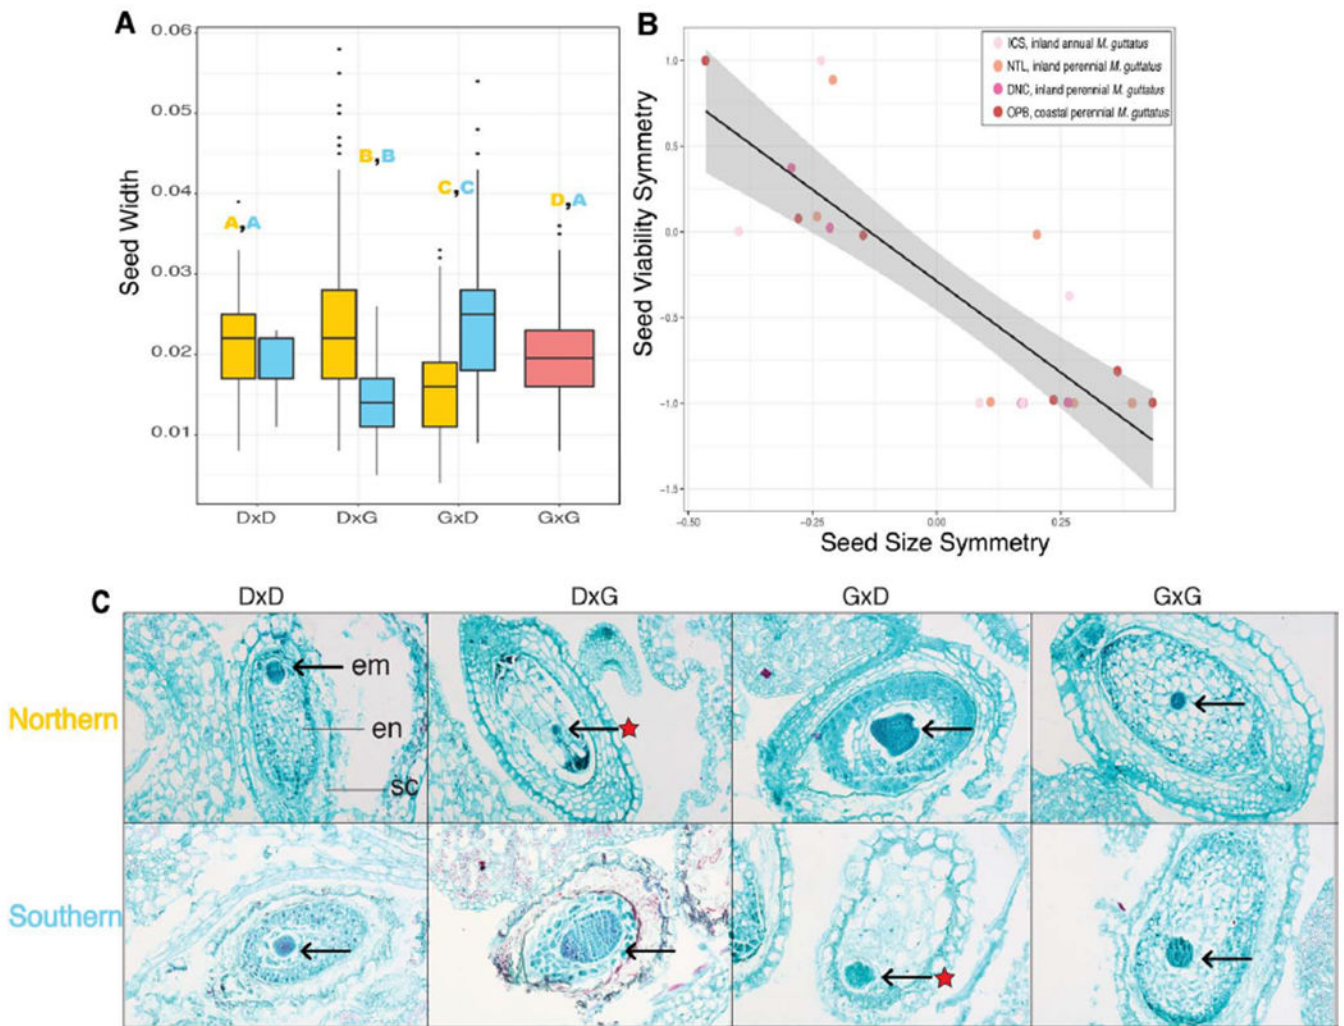 A
Seed Width
0.06
0.05
0.04
0.03
0.02
0.01
A,A
B,B
C,C
D,A
DxD
DxG
GxD
GxG
B
Seed Viability Symmetry
1.0
0.5
0.0
-0.5
-1.0
-1.5
ICS, inland annual M. guttatus
NTL, inland perennial M. guttatus
DNC, inland perennial M. guttatus
OPB, coastal perennial M. guttatus
-0.50
-0.25
0.00
0.25
Seed Size Symmetry
C
DxD
DxG
GxD
GxG
Northern
em
en
sc
Southern